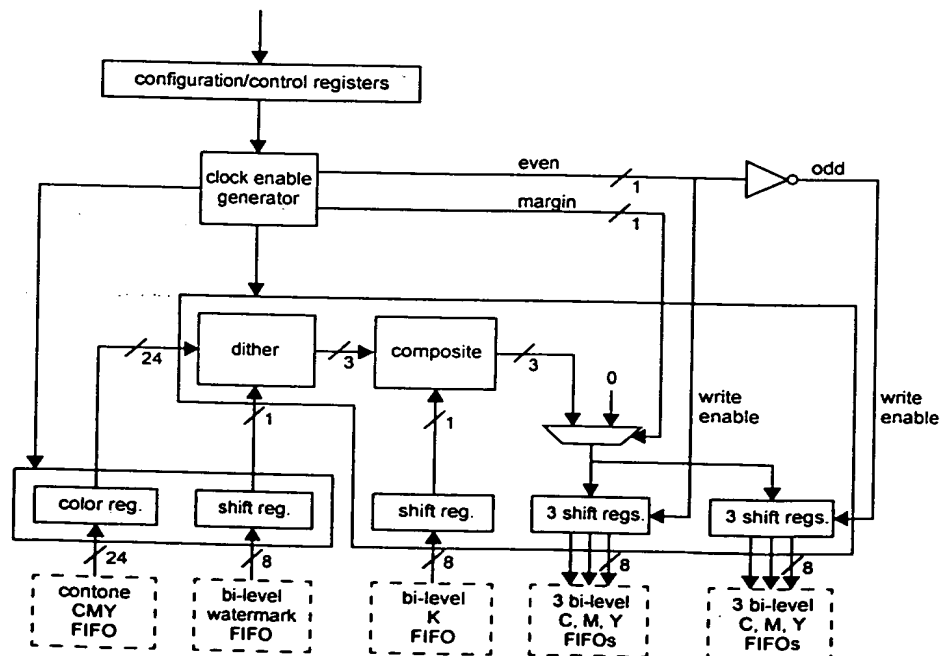 configuration/control registers
clock enable
generator
even
1
odd
margin
1
24
dither
3
composite
3
0
1
1
write
enable
write
enable
color reg.
shift reg.
shift reg.
3 shift regs.
3 shift regs.
24
8
8
8
8
contone
CMY
FIFO
bi-level
watermark
FIFO
bi-level
K
FIFO
3 bi-level
C, M, Y
FIFOs
3 bi-level
C, M, Y
FIFOs